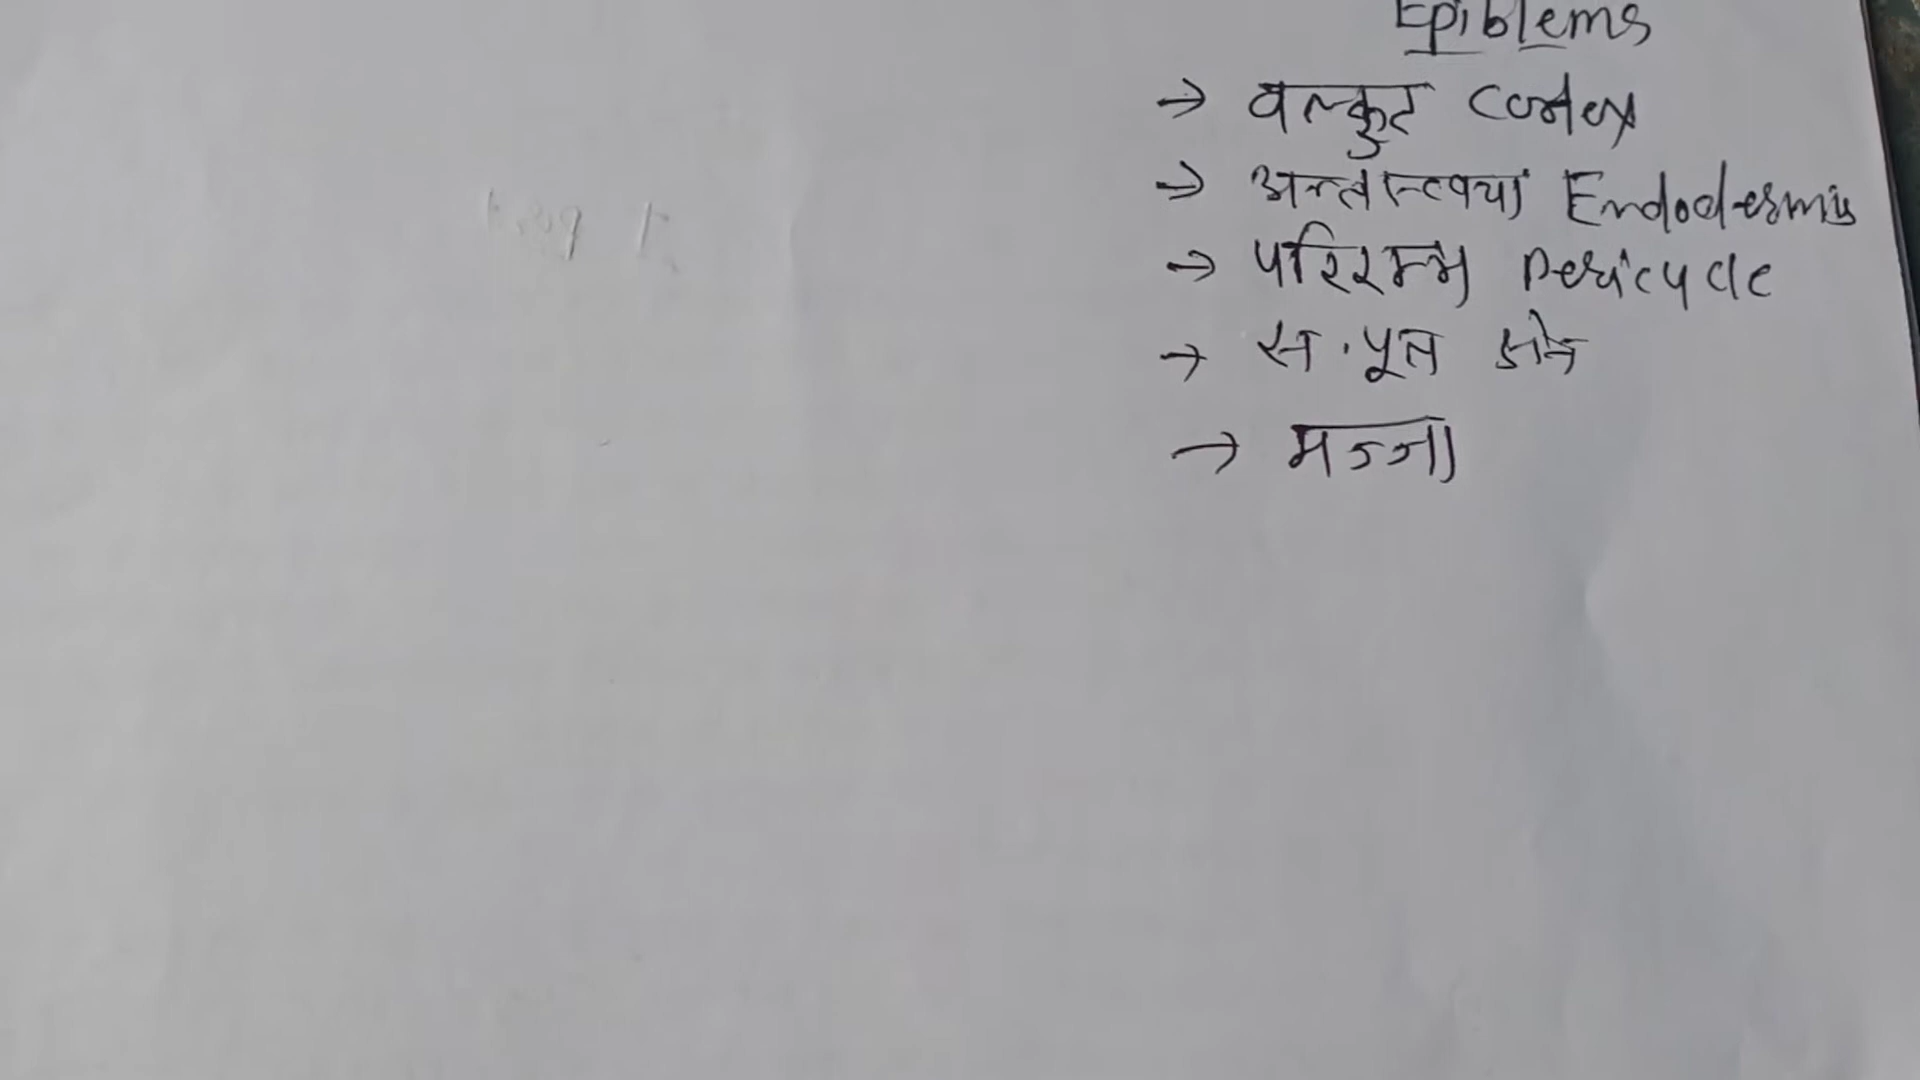 Epiblems
→ वल्कुट cortex
→ अन्तस्त्वचा Endodermis
→ परिरम्भ pericycle
→ स.पूल
→ मज्जा